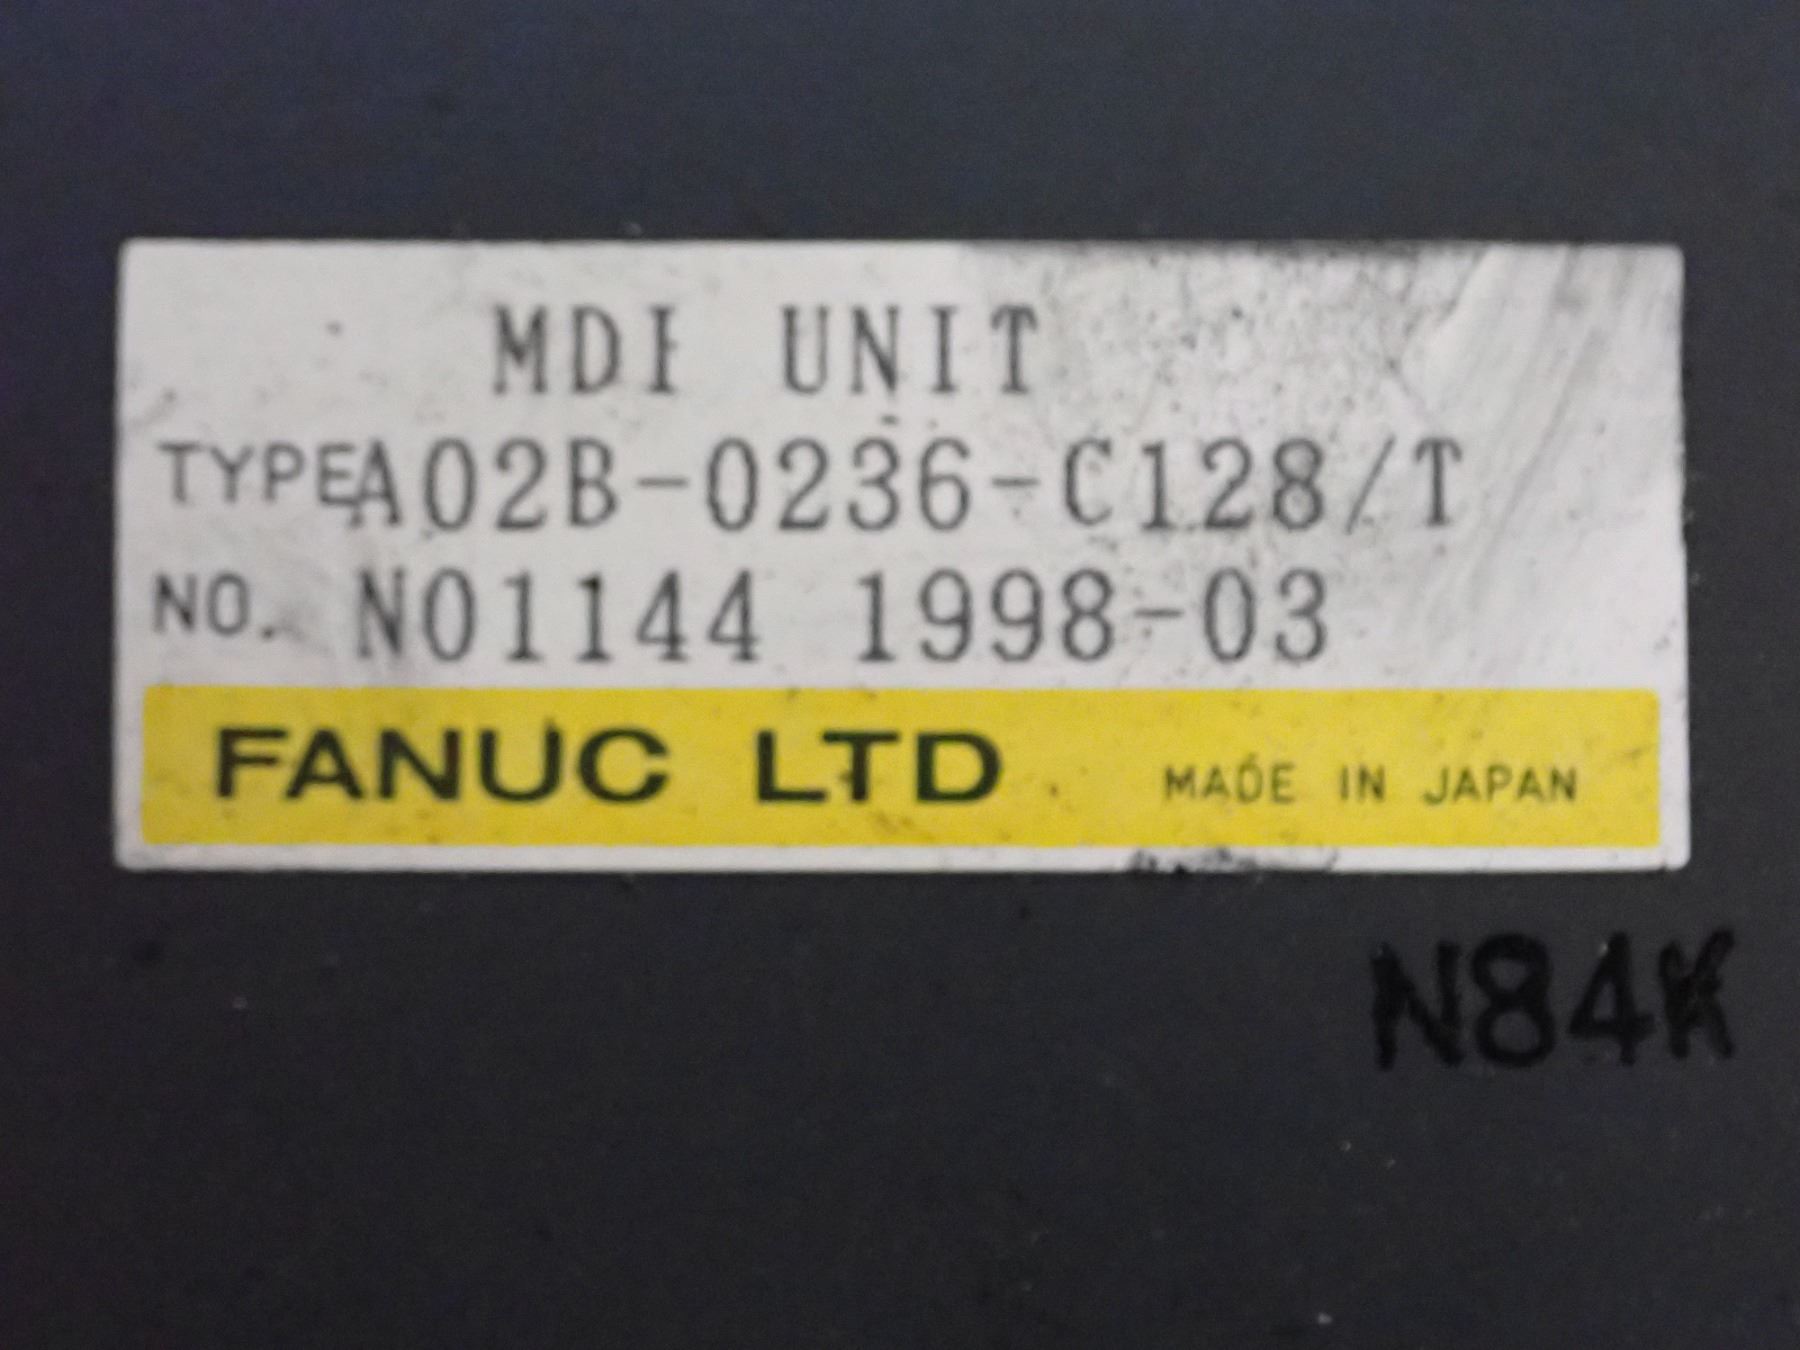 MDI UNIT
TYPE A02B-0236-C128/T
NO. N01144 1998-03
FANUC LTD MADE IN JAPAN
N84K